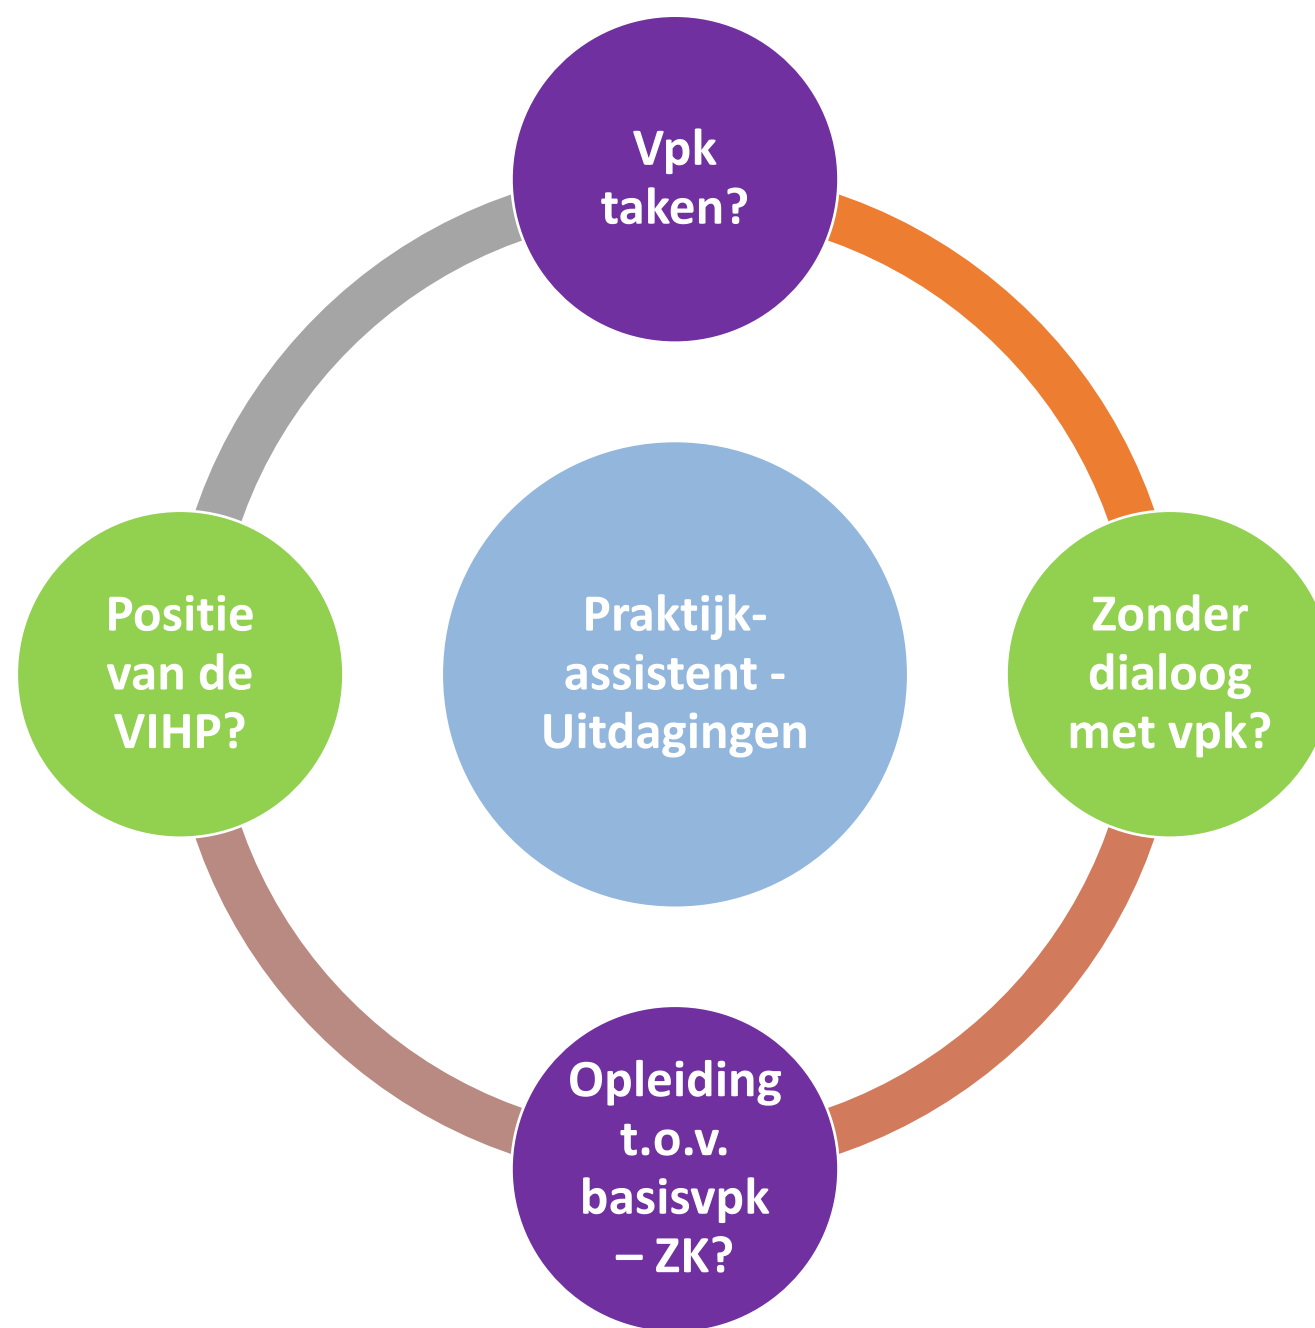 Vpk
taken?
Positie
van de
VIHP?
Praktijk-
assistent -
Uitdagingen
Zonder
dialoog
met vpk?
Opleiding
t.o.v.
basisvpk
– ZK?